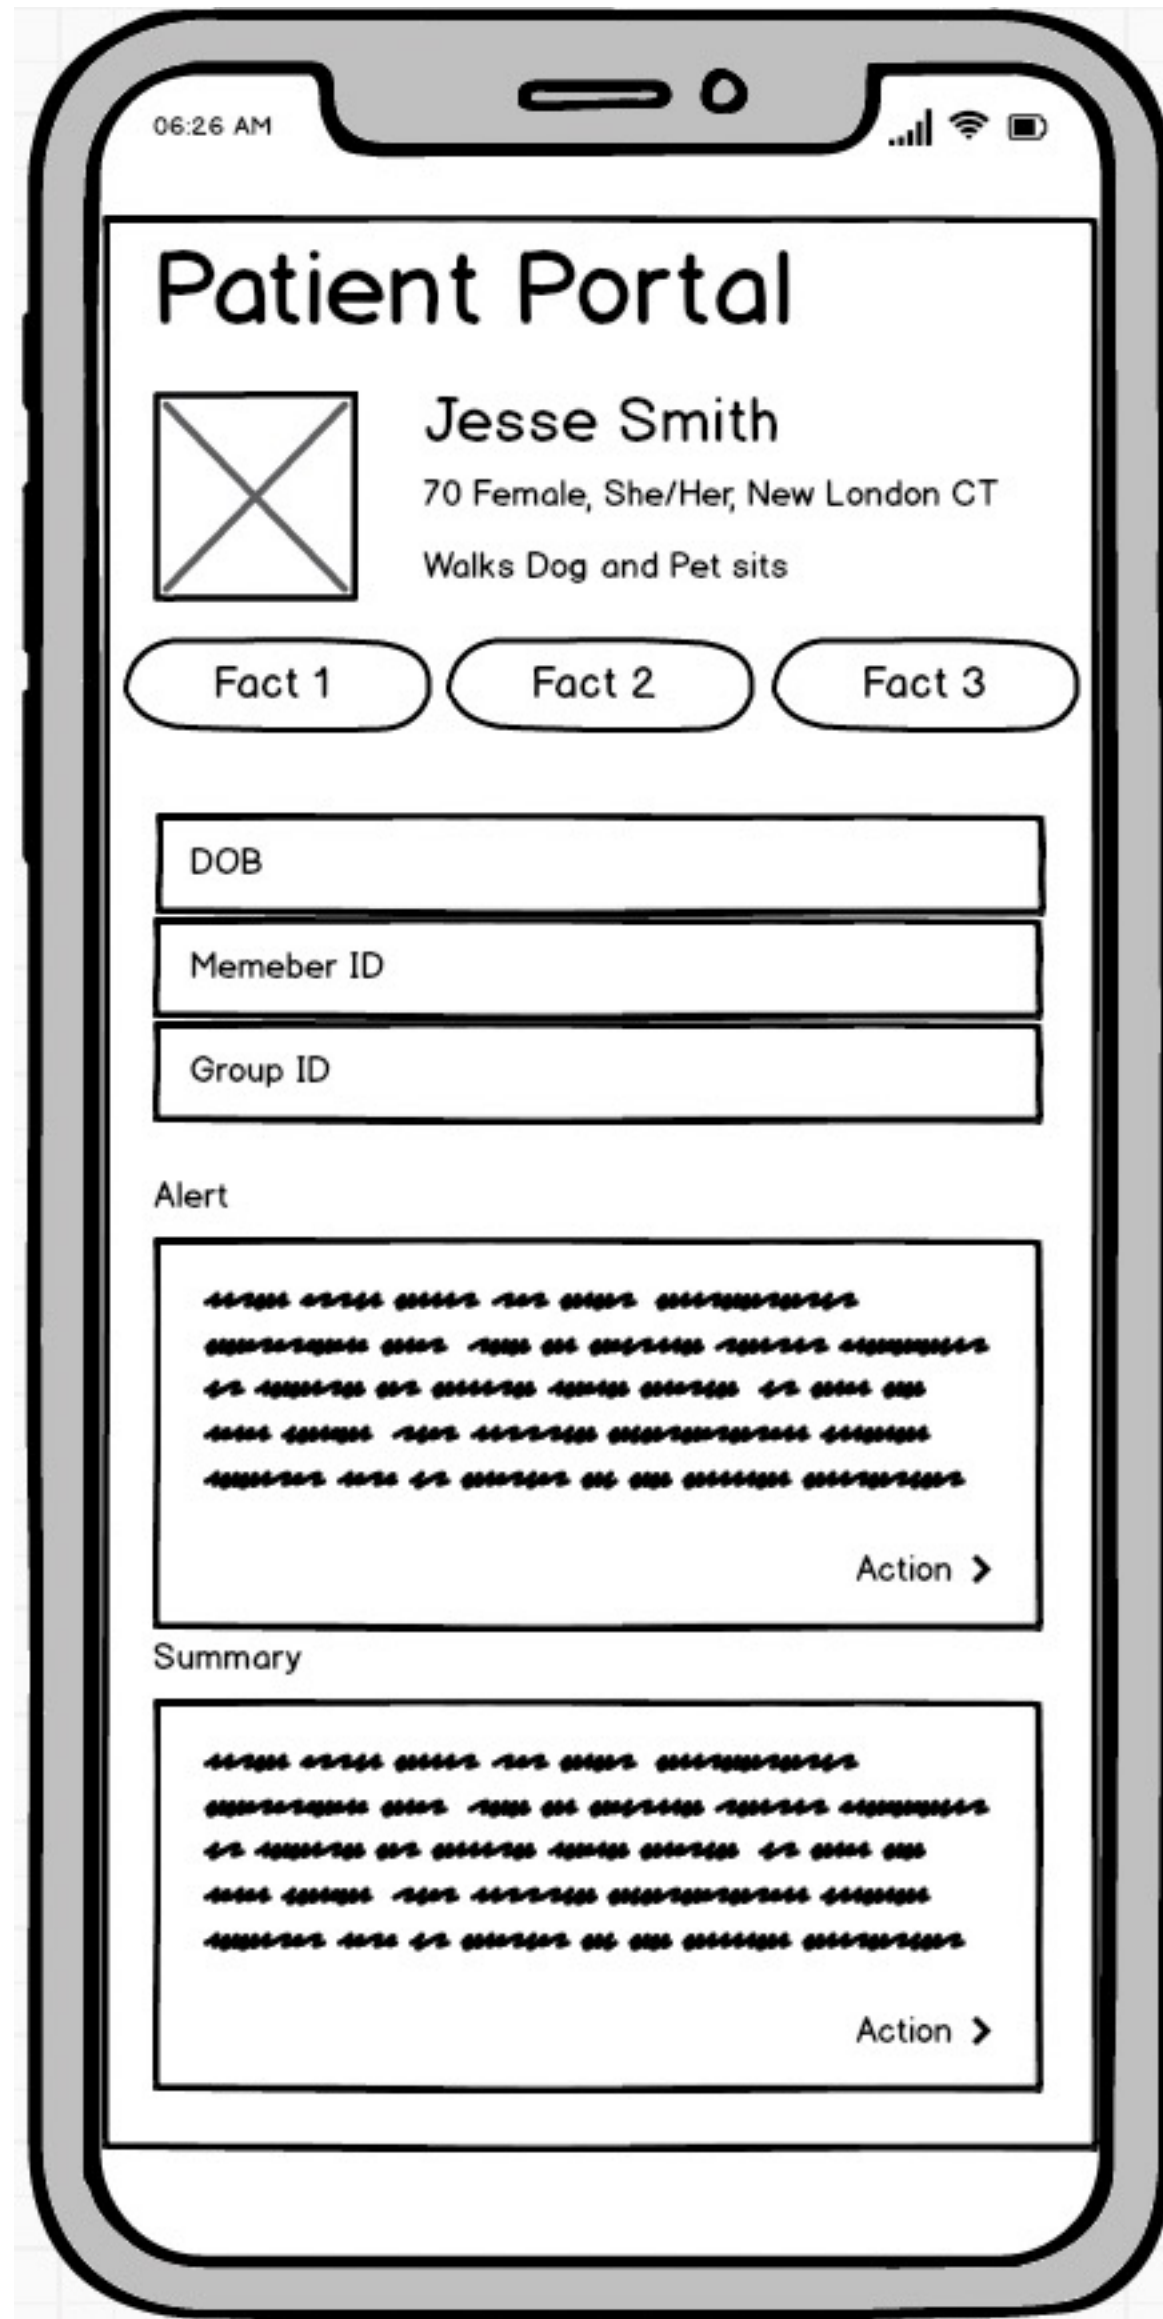 06:26 AM
Patient Portal
Jesse Smith
70 Female, She/Her, New London CT
Walks Dog and Pet sits
Fact 1 Fact 2 Fact 3
DOB
Memeber ID
Group ID
Alert
Action >
Summary
Action >